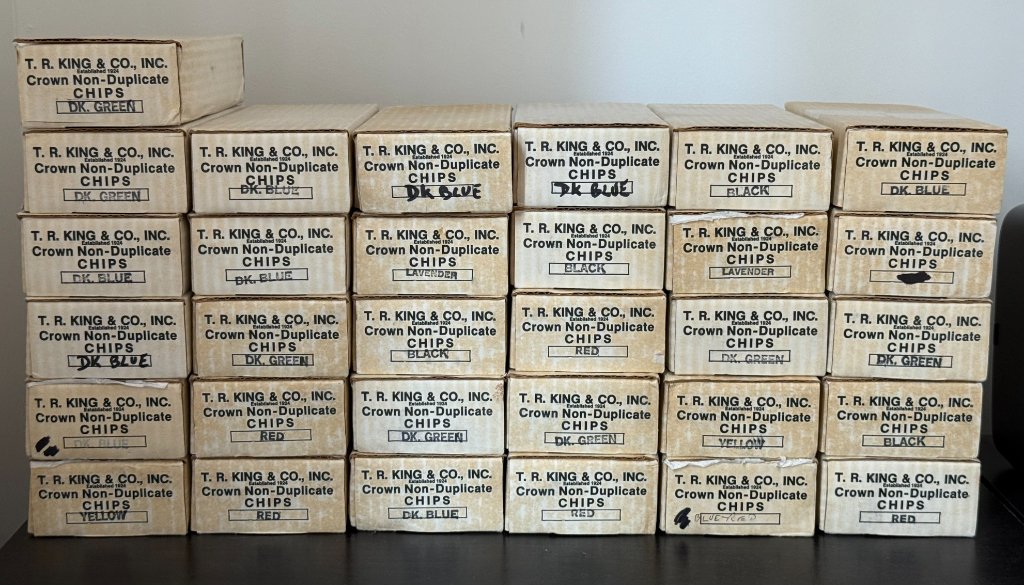 T. R. KING & CO., INC.
Established 1924
Crown Non-Duplicate
CHIPS
DK. GREEN
T. R. KING & CO., INC.
Established 1924
Crown Non-Duplicate
CHIPS
DK. GREEN
T. R. KING & CO., INC.
Established 1924
Crown Non-Duplicate
CHIPS
DK. BLUE
T. R. KING & CO., INC.
Established 1924
Crown Non-Duplicate
CHIPS
DK BLUE
T. R. KING & CO., INC.
Established 1924
Crown Non-Duplicate
CHIPS
DK BLUE
T. R. KING & CO., INC.
Established 1924
Crown Non-Duplicate
CHIPS
BLACK
T. R. KING & CO., INC.
Established 1924
Crown Non-Duplicate
CHIPS
DK. BLUE
T. R. KING & CO., INC.
Established 1924
Crown Non-Duplicate
CHIPS
DK. BLUE
T. R. KING & CO., INC.
Established 1924
Crown Non-Duplicate
CHIPS
DK. BLUE
T. R. KING & CO., INC.
Established 1924
Crown Non-Duplicate
CHIPS
LAVENDER
T. R. KING & CO., INC.
Established 1924
Crown Non-Duplicate
CHIPS
BLACK
T. R. KING & CO., INC.
Established 1924
Crown Non-Duplicate
CHIPS
LAVENDER
T. R. KING & CO., INC.
Established 1924
Crown Non-Duplicate
CHIPS
T. R. KING & CO., INC.
Established 1924
Crown Non-Duplicate
CHIPS
DK BLUE
T. R. KING & CO., INC.
Established 1924
Crown Non-Duplicate
CHIPS
DK. GREEN
T. R. KING & CO., INC.
Established 1924
Crown Non-Duplicate
CHIPS
BLACK
T. R. KING & CO., INC.
Established 1924
Crown Non-Duplicate
CHIPS
RED
T. R. KING & CO., INC.
Established 1924
Crown Non-Duplicate
CHIPS
DK. GREEN
T. R. KING & CO., INC.
Established 1924
Crown Non-Duplicate
CHIPS
DK. GREEN
T. R. KING & CO., INC.
Established 1924
Crown Non-Duplicate
CHIPS
DK. BLUE
T. R. KING & CO., INC.
Established 1924
Crown Non-Duplicate
CHIPS
RED
T. R. KING & CO., INC.
Established 1924
Crown Non-Duplicate
CHIPS
DK. GREEN
T. R. KING & CO., INC.
Established 1924
Crown Non-Duplicate
CHIPS
DK. GREEN
T. R. KING & CO., INC.
Established 1924
Crown Non-Duplicate
CHIPS
YELLOW
T. R. KING & CO., INC.
Established 1924
Crown Non-Duplicate
CHIPS
BLACK
T. R. KING & CO., INC.
Established 1924
Crown Non-Duplicate
CHIPS
YELLOW
T. R. KING & CO., INC.
Established 1924
Crown Non-Duplicate
CHIPS
RED
T. R. KING & CO., INC.
Established 1924
Crown Non-Duplicate
CHIPS
DK. BLUE
T. R. KING & CO., INC.
Established 1924
Crown Non-Duplicate
CHIPS
RED
T. R. KING & CO., INC.
Established 1924
Crown Non-Duplicate
CHIPS
T. R. KING & CO., INC.
Established 1924
Crown Non-Duplicate
CHIPS
RED